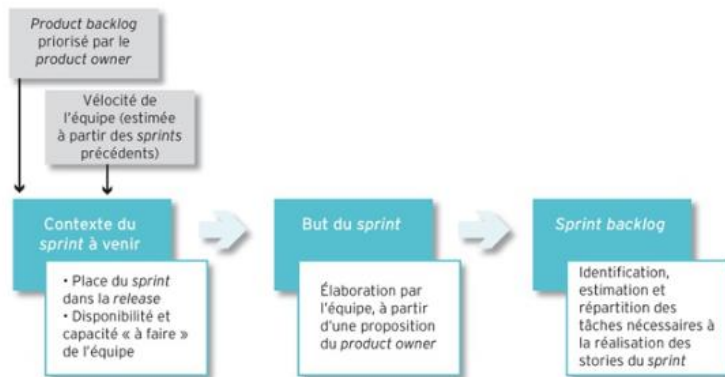 Product backlog
priorisé par le
product owner
Vélocité de
l'équipe (estimée
à partir des sprints
précédents)
Contexte du
sprint à venir
• Place du sprint
dans la release
• Disponibilité et
capacité « à faire »
de l'équipe
But du sprint
Élaboration par
l'équipe, à partir
d'une proposition
du product owner
Sprint backlog
Identification,
estimation et
répartition des
tâches nécessaires à
la réalisation des
stories du sprint